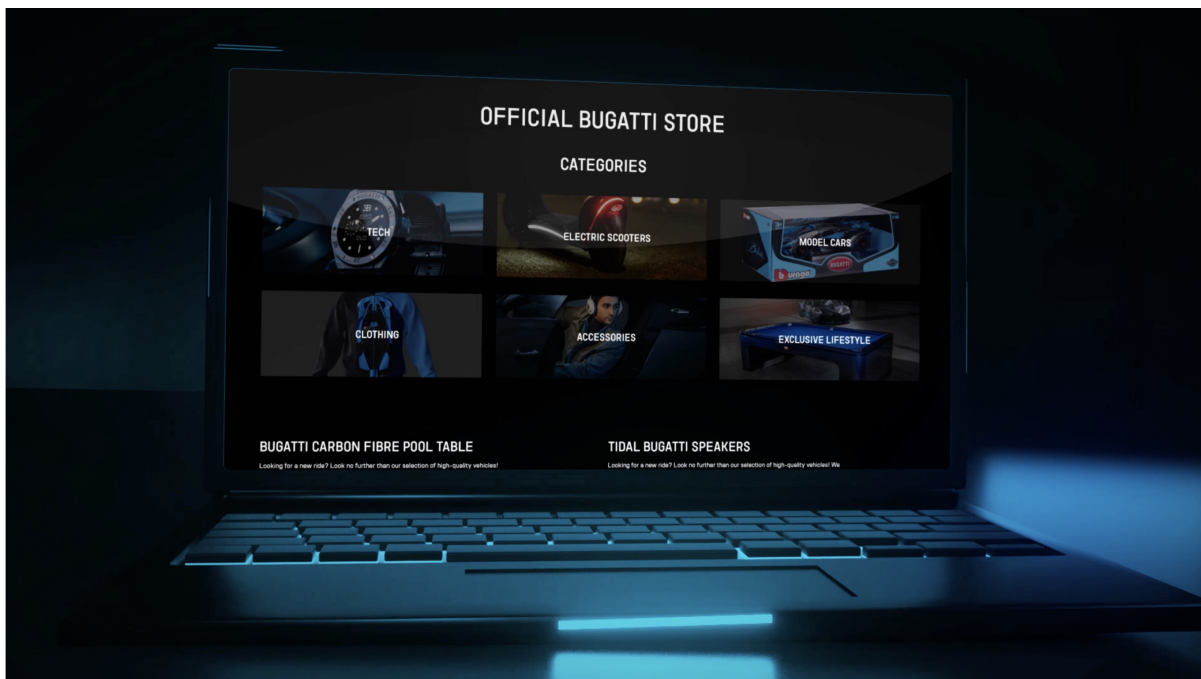 OFFICIAL BUGATTI STORE
CATEGORIES
TECH
ELECTRIC SCOOTERS
MODEL CARS
BUGATTI
burago
CLOTHING
ACCESSORIES
EXCLUSIVE LIFESTYLE
BUGATTI CARBON FIBRE POOL TABLE
TIDAL BUGATTI SPEAKERS
Looking for a new ride? Look no further than our selection of high-quality vehicles!
Looking for a new ride? Look no further than our selection of high-quality vehicles! We